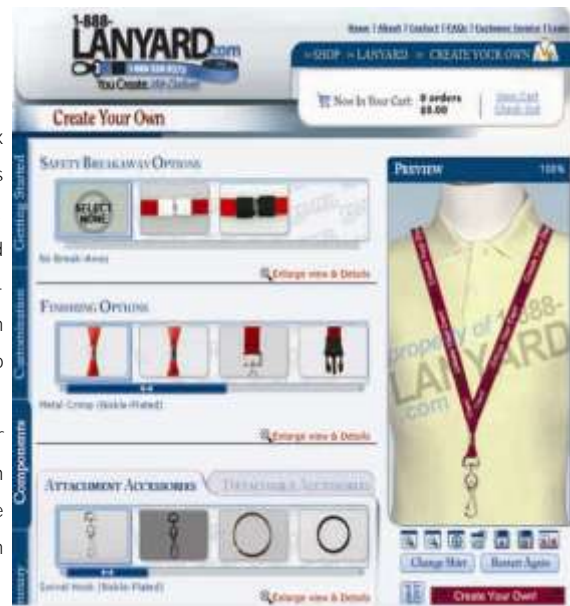 1-888-
LANYARD.com
You Create, We Deliver
Home | About | Contact | FAQs | Customer Service |
SHOP LANYARD CREATE YOUR OWN
Now In Your Cart: 0 orders
$0.00
View Cart
Check Out
Create Your Own
Getting Started
Customization
Components
SAFETY BREAKAWAY OPTIONS
SELECT
NONE
No Break-Away
Enlarge view & Details
FINISHING OPTIONS
Metal Crimp (Nickle-Plated)
Enlarge view & Details
ATTACHMENT ACCESSORIES
DETACHABLE ACCESSORIES
Swivel Hook (Nickle-Plated)
Enlarge view & Details
PREVIEW 100%
property of 1-888-
LANYARD
.com
Change Shirt
Restart Again
Create Your Own!